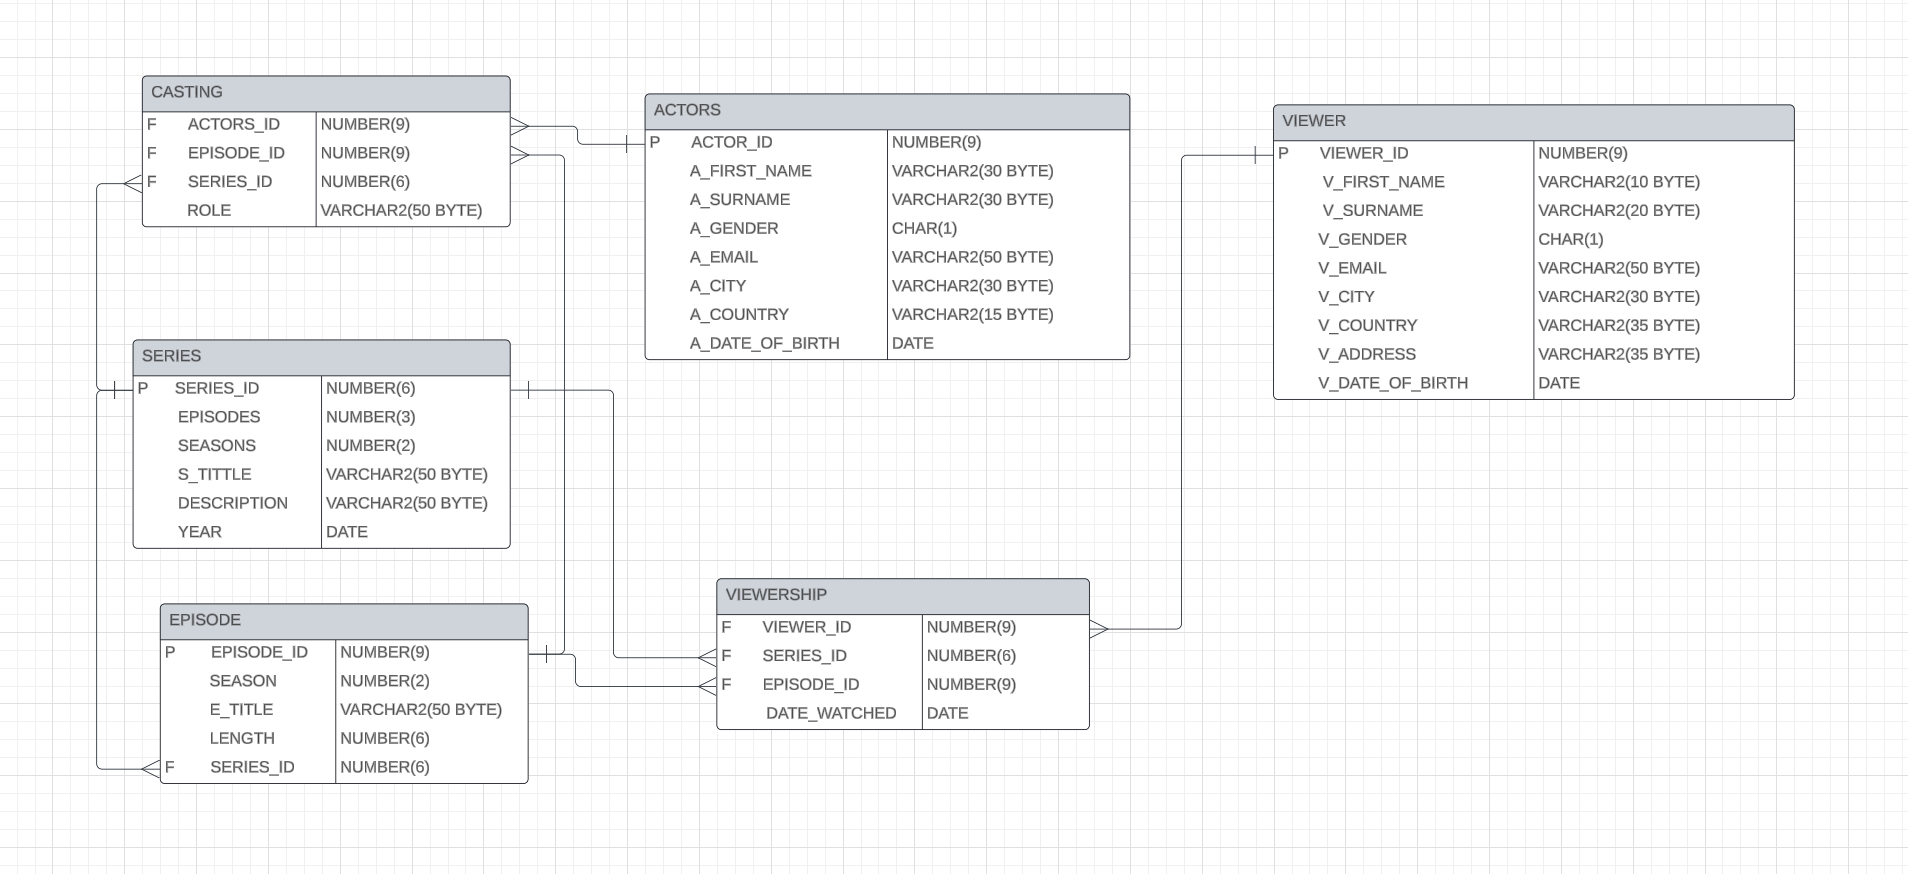 CASTING
F ACTORS_ID NUMBER(9)
F EPISODE_ID NUMBER(9)
F SERIES_ID NUMBER(6)
ROLE VARCHAR2(50 BYTE)
ACTORS
P ACTOR_ID NUMBER(9)
A_FIRST_NAME VARCHAR2(30 BYTE)
A_SURNAME VARCHAR2(30 BYTE)
A_GENDER CHAR(1)
A_EMAIL VARCHAR2(50 BYTE)
A_CITY VARCHAR2(30 BYTE)
A_COUNTRY VARCHAR2(15 BYTE)
A_DATE_OF_BIRTH DATE
VIEWER
P VIEWER_ID NUMBER(9)
V_FIRST_NAME VARCHAR2(10 BYTE)
V_SURNAME VARCHAR2(20 BYTE)
V_GENDER CHAR(1)
V_EMAIL VARCHAR2(50 BYTE)
V_CITY VARCHAR2(30 BYTE)
V_COUNTRY VARCHAR2(35 BYTE)
V_ADDRESS VARCHAR2(35 BYTE)
V_DATE_OF_BIRTH DATE
SERIES
P SERIES_ID NUMBER(6)
EPISODES NUMBER(3)
SEASONS NUMBER(2)
S_TITTLE VARCHAR2(50 BYTE)
DESCRIPTION VARCHAR2(50 BYTE)
YEAR DATE
EPISODE
P EPISODE_ID NUMBER(9)
SEASON NUMBER(2)
E_TITLE VARCHAR2(50 BYTE)
LENGTH NUMBER(6)
F SERIES_ID NUMBER(6)
VIEWERSHIP
F VIEWER_ID NUMBER(9)
F SERIES_ID NUMBER(6)
F EPISODE_ID NUMBER(9)
DATE_WATCHED DATE